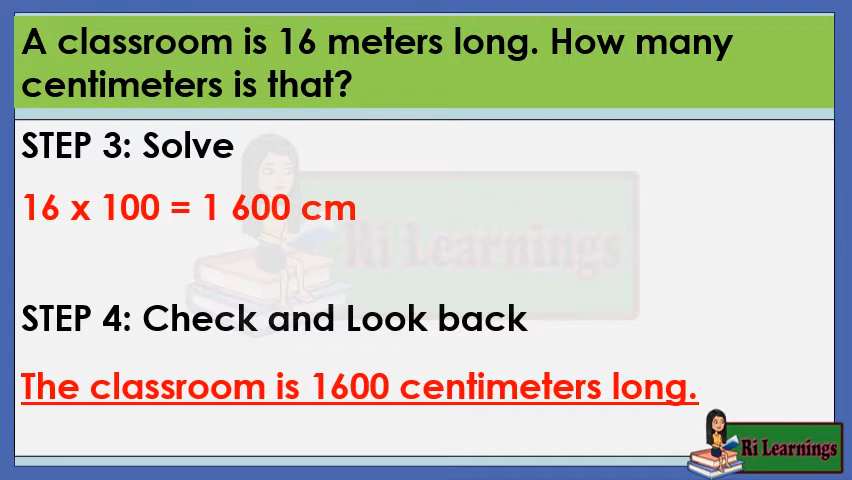 A classroom is 16 meters long. How many
centimeters is that?
STEP 3: Solve
16 x 100 = 1 600 cm
Ri Learnings
STEP 4: Check and Look back
The classroom is 1600 centimeters long.
Ri Learnings